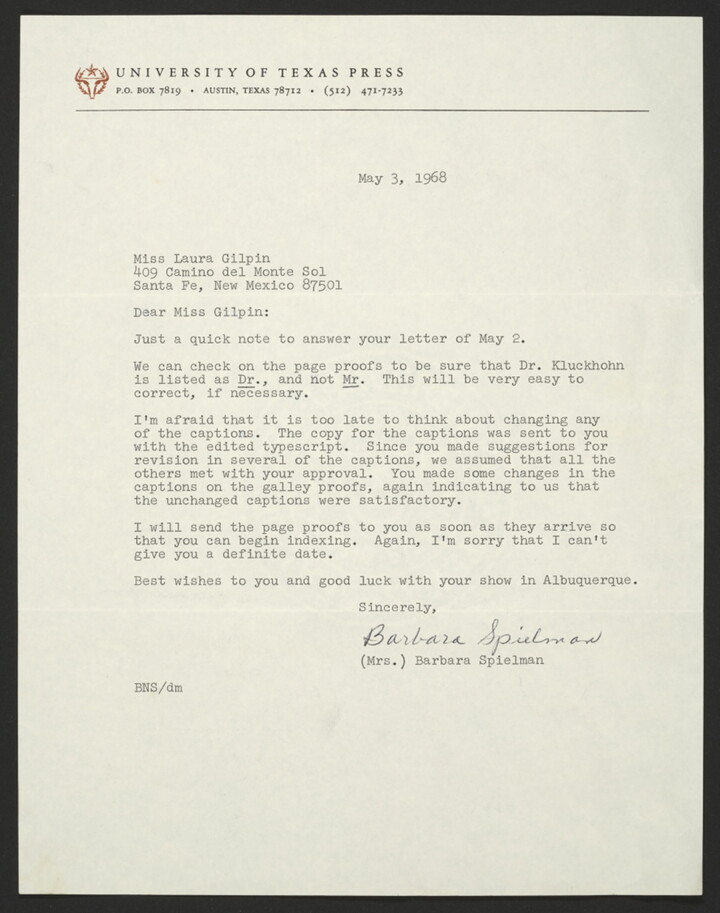 UNIVERSITY OF TEXAS PRESS
P.O. BOX 7819 • AUSTIN, TEXAS 78712 • (512) 471-7233
May 3, 1968
Miss Laura Gilpin
409 Camino del Monte Sol
Santa Fe, New Mexico 87501
Dear Miss Gilpin:
Just a quick note to answer your letter of May 2.
We can check on the page proofs to be sure that Dr. Kluckhohn
is listed as Dr., and not Mr. This will be very easy to
correct, if necessary.
I'm afraid that it is too late to think about changing any
of the captions. The copy for the captions was sent to you
with the edited typescript. Since you made suggestions for
revision in several of the captions, we assumed that all the
others met with your approval. You made some changes in the
captions on the galley proofs, again indicating to us that
the unchanged captions were satisfactory.
I will send the page proofs to you as soon as they arrive so
that you can begin indexing. Again, I'm sorry that I can't
give you a definite date.
Best wishes to you and good luck with your show in Albuquerque.
Sincerely,
Barbara Spielman
(Mrs.) Barbara Spielman
BNS/dm